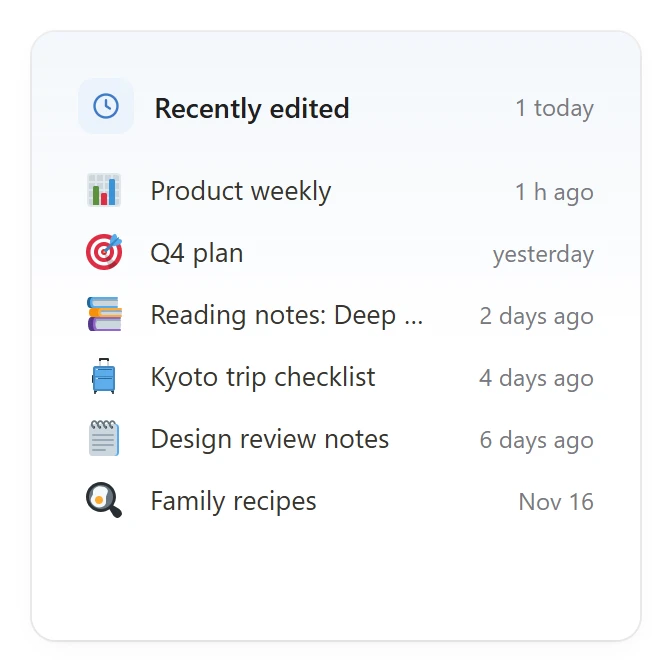 Recently edited 1 today
Product weekly 1 h ago
Q4 plan yesterday
Reading notes: Deep ... 2 days ago
Kyoto trip checklist 4 days ago
Design review notes 6 days ago
Family recipes Nov 16